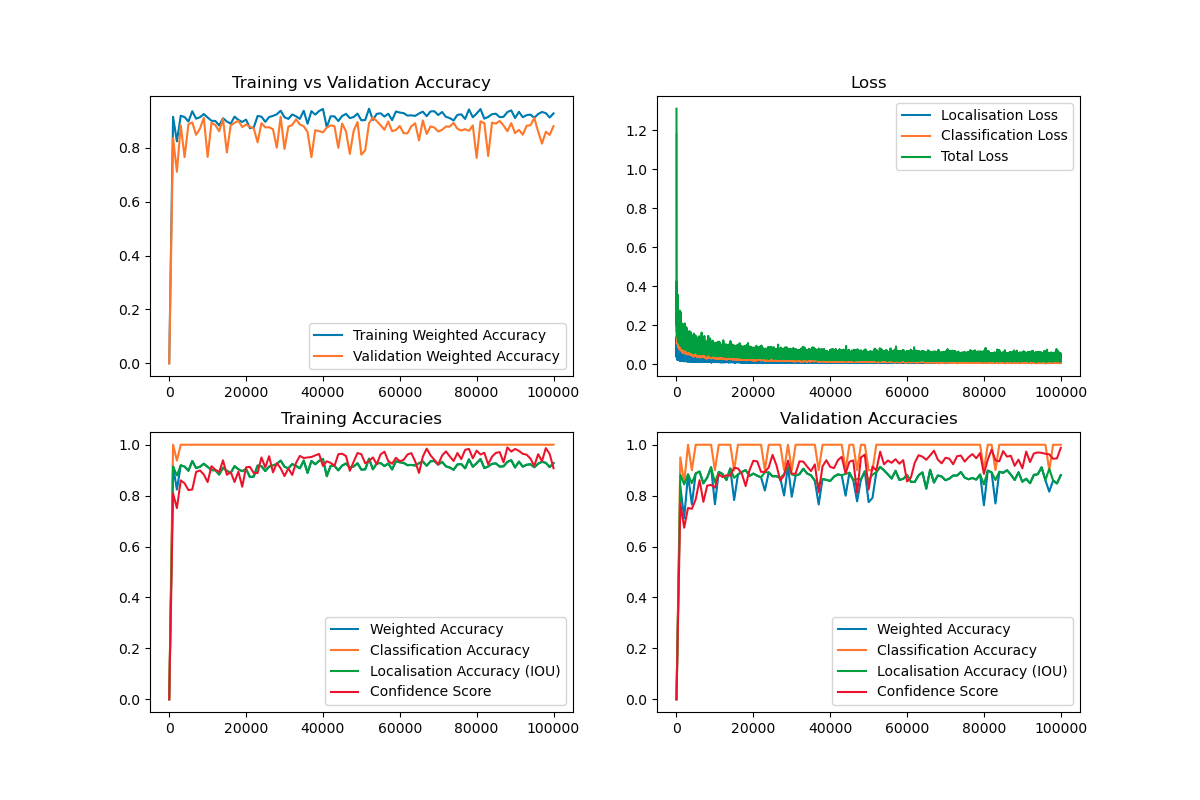 Training vs Validation Accuracy
0.8
0.6
0.4
0.2
0.0
Training Weighted Accuracy
Validation Weighted Accuracy
0 20000 40000 60000 80000 100000
Loss
1.2
1.0
0.8
0.6
0.4
0.2
0.0
Localisation Loss
Classification Loss
Total Loss
0 20000 40000 60000 80000 100000
Training Accuracies
1.0
0.8
0.6
0.4
0.2
0.0
Weighted Accuracy
Classification Accuracy
Localisation Accuracy (IOU)
Confidence Score
0 20000 40000 60000 80000 100000
Validation Accuracies
1.0
0.8
0.6
0.4
0.2
0.0
Weighted Accuracy
Classification Accuracy
Localisation Accuracy (IOU)
Confidence Score
0 20000 40000 60000 80000 100000